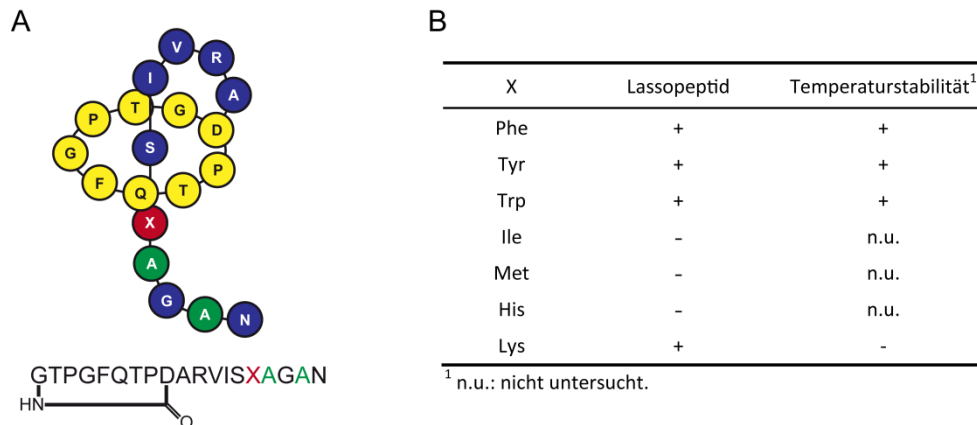 A
V R
I A
P T G D
G S P
F Q T
X
A
G A N
GTPGFQTPDARVISXAGAN
HN
O
B
X Lassopeptid Temperaturstabilität¹
Phe + +
Tyr + +
Trp + +
Ile - n.u.
Met - n.u.
His - n.u.
Lys + -
¹ n.u.: nicht untersucht.